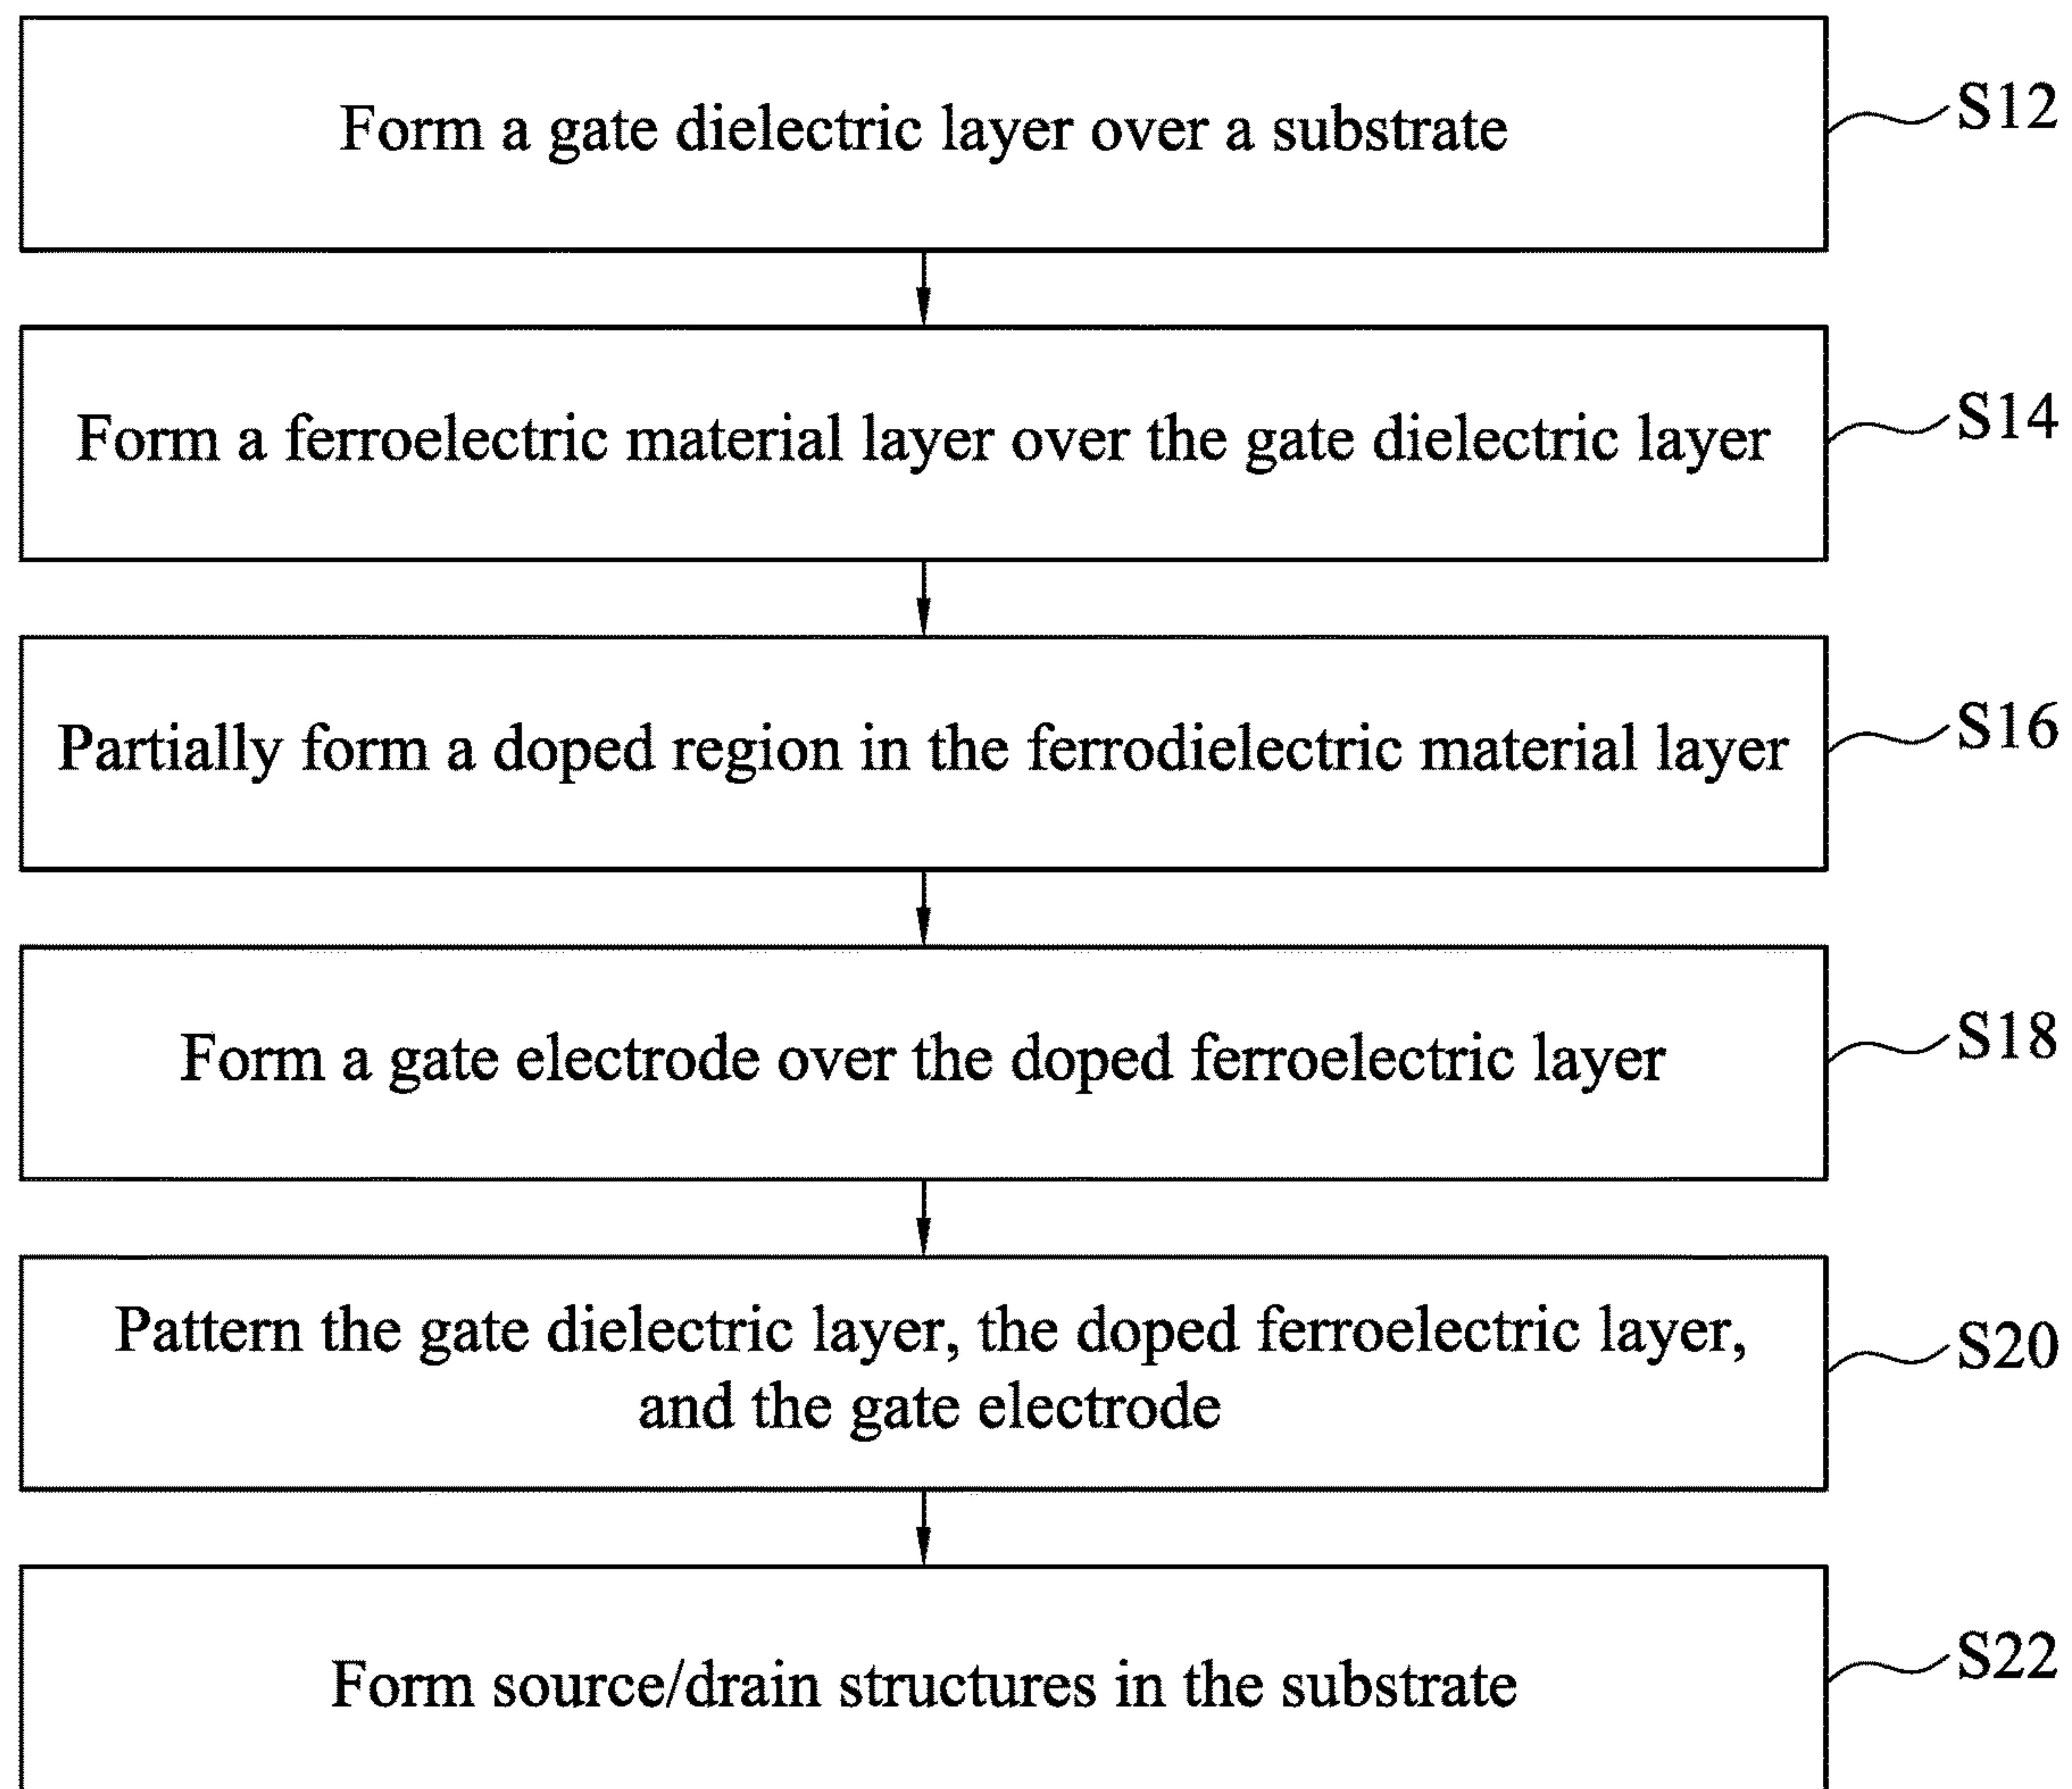 Form a gate dielectric layer over a substrate
S12
Form a ferroelectric material layer over the gate dielectric layer
S14
Partially form a doped region in the ferrodielectric material layer
S16
Form a gate electrode over the doped ferroelectric layer
S18
Pattern the gate dielectric layer, the doped ferroelectric layer,
and the gate electrode
S20
Form source/drain structures in the substrate
S22